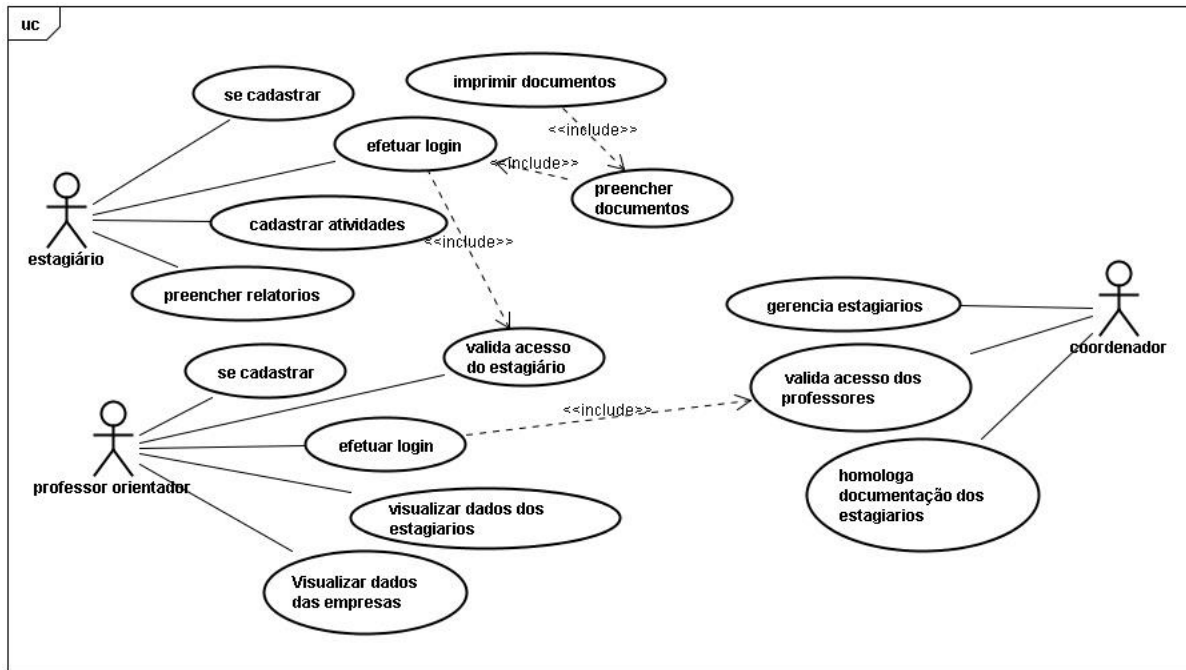 uc
imprimir documentos
se cadastrar
<<include>>
efetuar login
<<include>>
preencher
documentos
cadastrar atividades
<<include>>
estagiário
preencher relatorios
gerencia estagiarios
coordenador
valida acesso
do estagiário
se cadastrar
valida acesso dos
professores
<<include>>
efetuar login
professor orientador
homologa
documentação dos
estagiarios
visualizar dados dos
estagiarios
Visualizar dados
das empresas